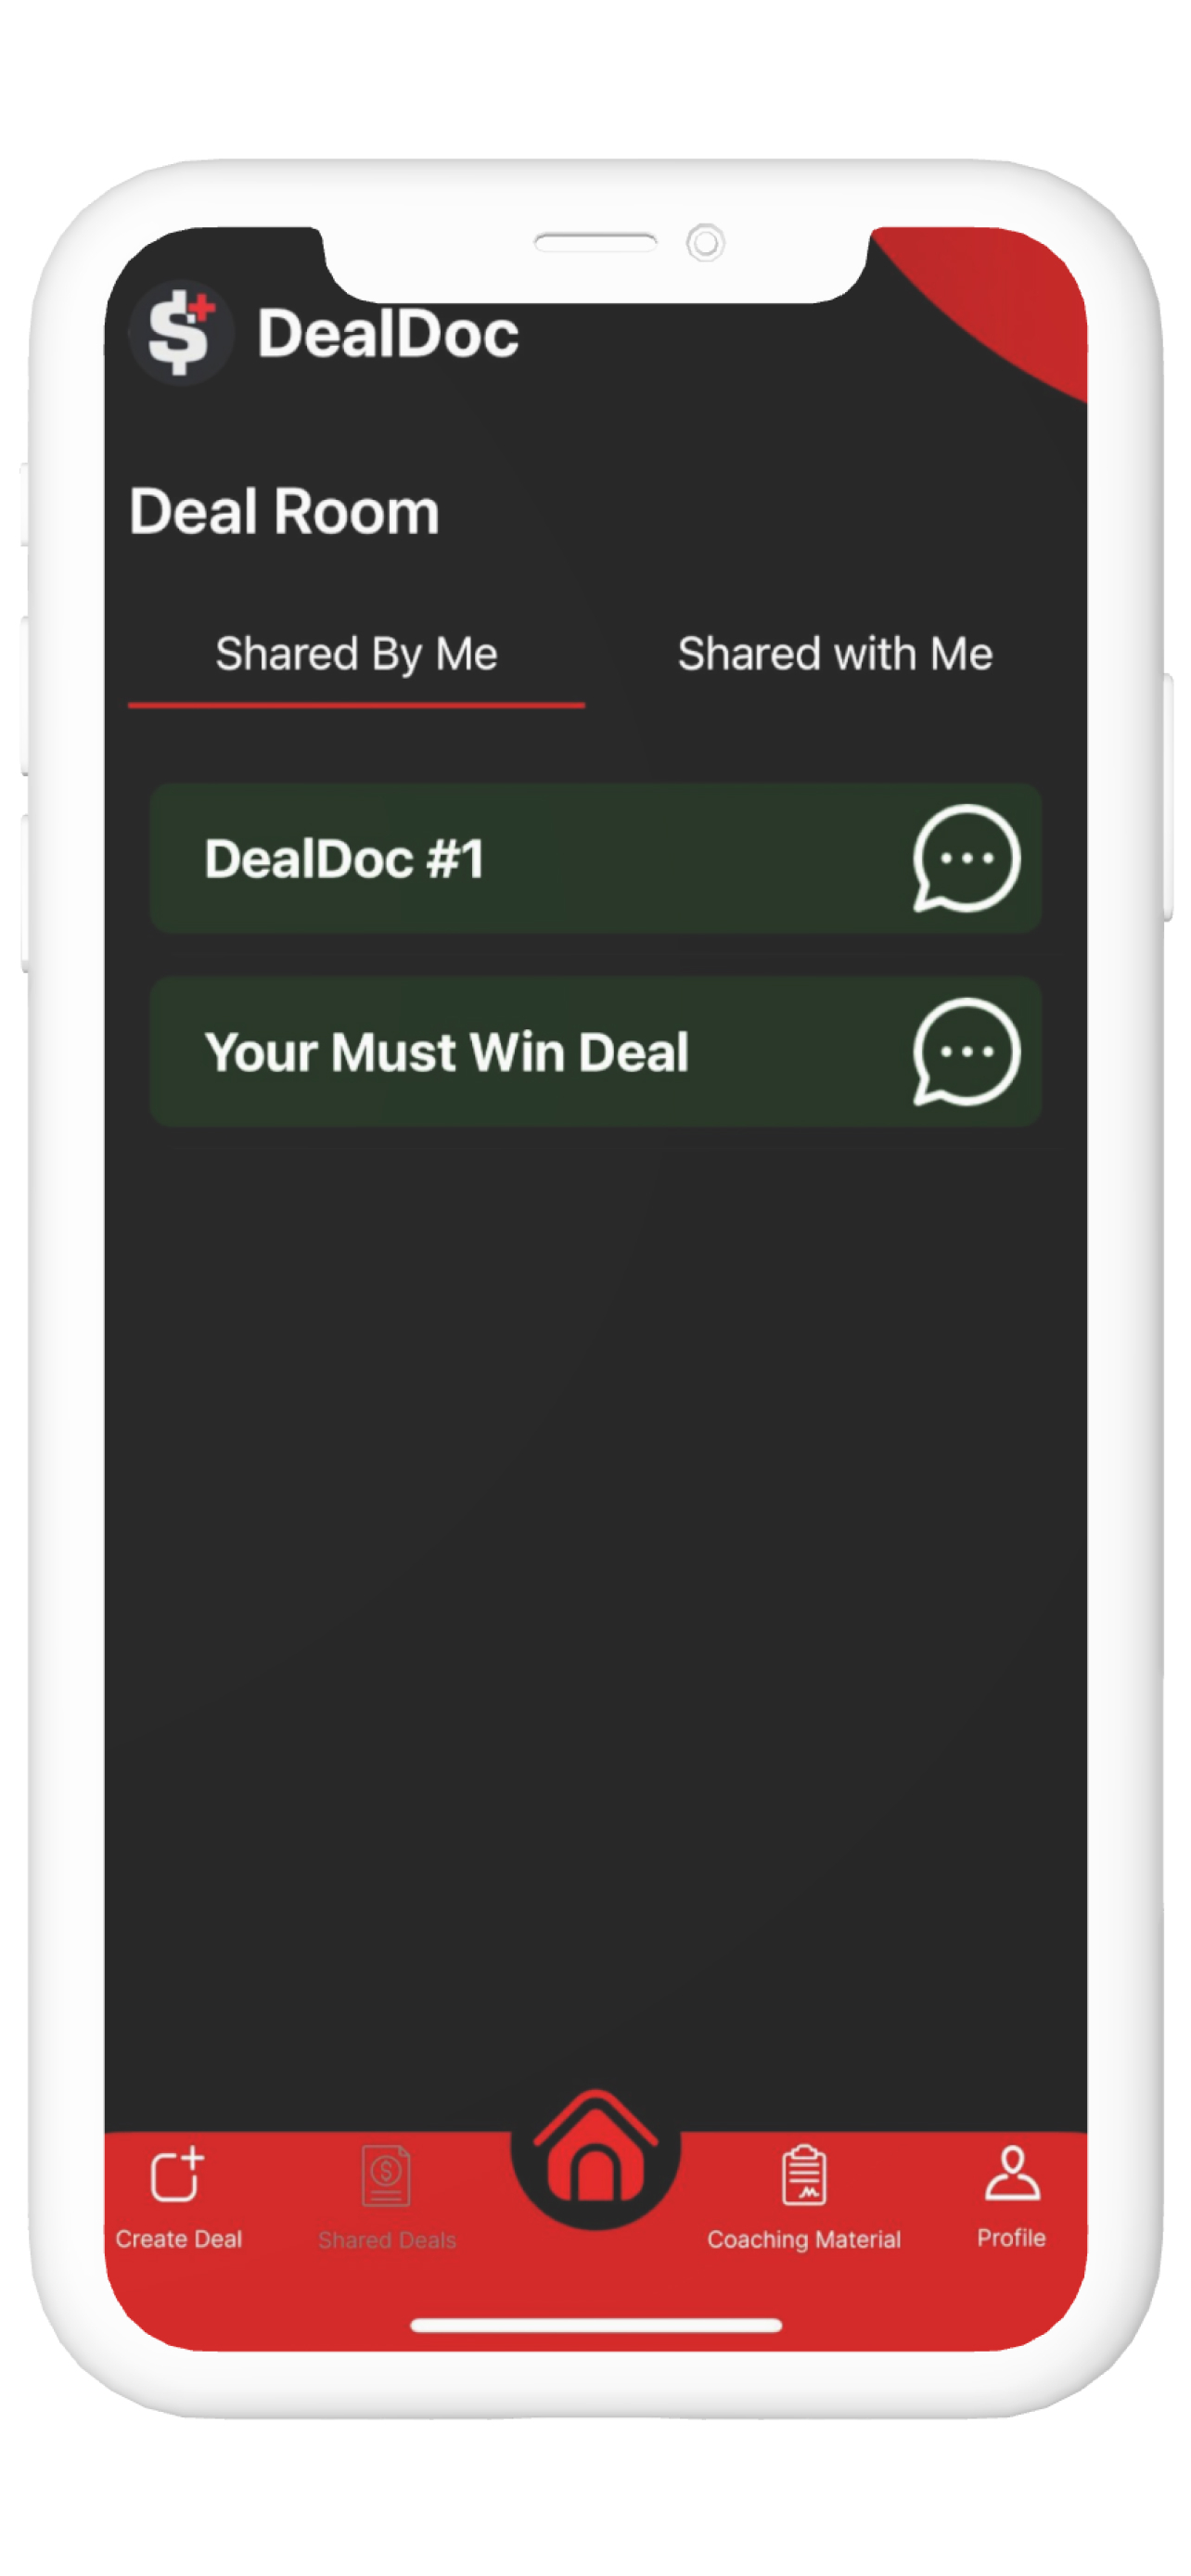 DealDoc
Deal Room
Shared By Me
Shared with Me
DealDoc #1
Your Must Win Deal
Create Deal
Shared Deals
Coaching Material
Profile